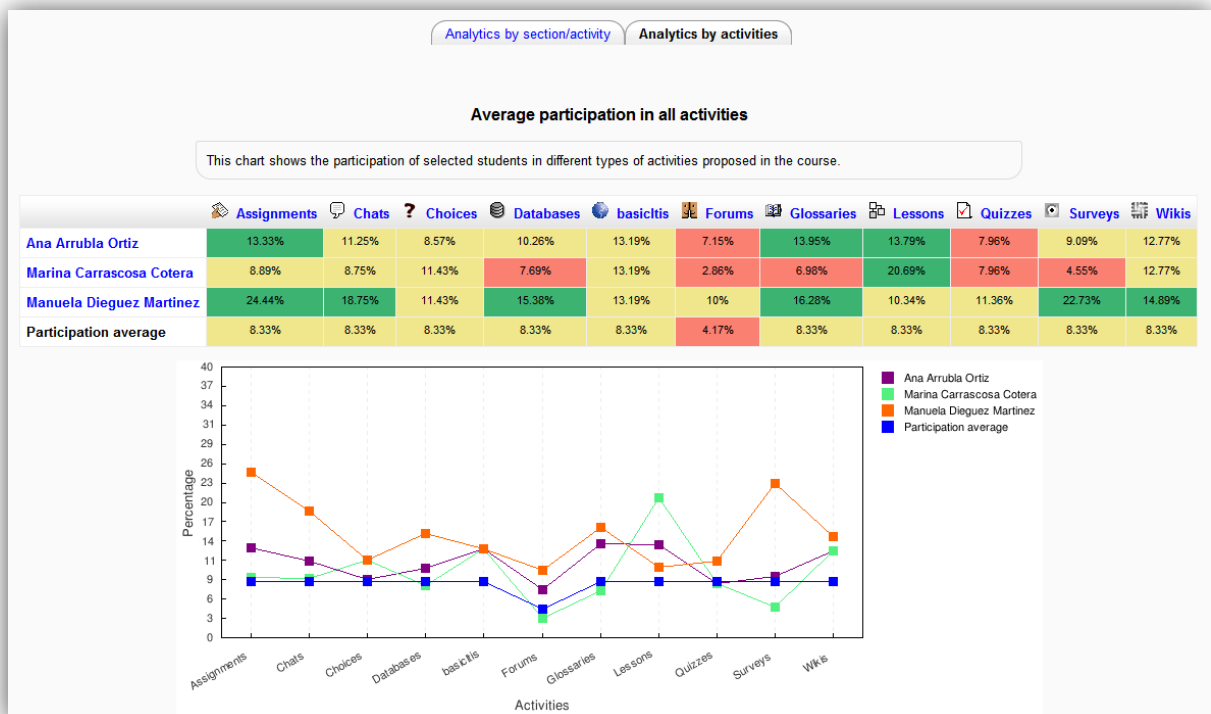 Analytics by section/activity Analytics by activities
Average participation in all activities
This chart shows the participation of selected students in different types of activities proposed in the course.
Assignments Chats Choices Databases basicltis Forums Glossaries Lessons Quizzes Surveys Wikis
Ana Arrubla Ortiz 13.33% 11.25% 8.57% 10.26% 13.19% 7.15% 13.95% 13.79% 7.96% 9.09% 12.77%
Marina Carrascosa Cotera 8.89% 8.75% 11.43% 7.69% 13.19% 2.86% 6.98% 20.69% 7.96% 4.55% 12.77%
Manuela Dieguez Martinez 24.44% 18.75% 11.43% 15.38% 13.19% 10% 16.28% 10.34% 11.36% 22.73% 14.89%
Participation average 8.33% 8.33% 8.33% 8.33% 8.33% 4.17% 8.33% 8.33% 8.33% 8.33% 8.33%
40
37
34
31
29
26
23
20
17
14
11
9
6
3
0
Percentage
Assignments Chats Choices Databases basicltis Forums Glossaries Lessons Quizzes Surveys Wikis
Activities
Ana Arrubla Ortiz
Marina Carrascosa Cotera
Manuela Dieguez Martinez
Participation average